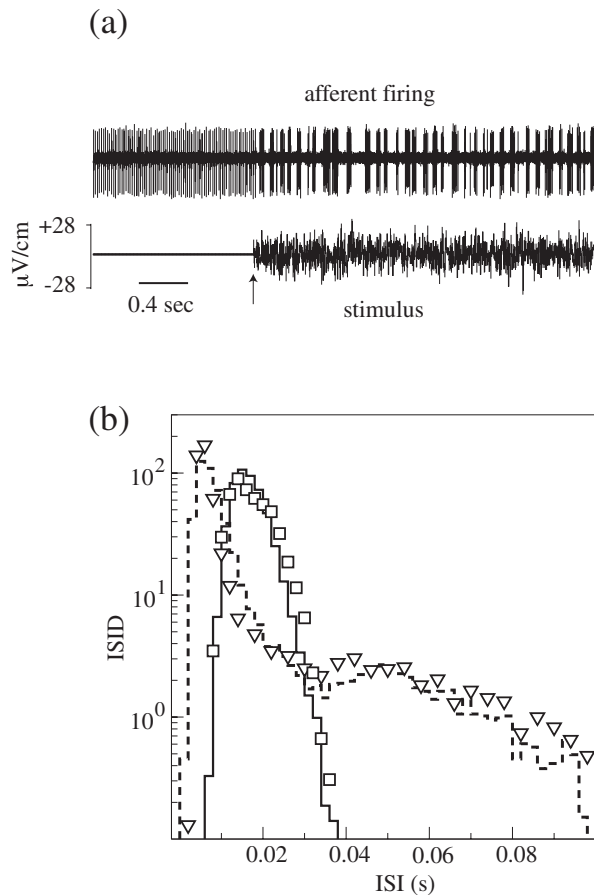 (a)
afferent firing
+28
-28
μV/cm
0.4 sec
stimulus
(b)
10²
10¹
10⁰
ISID
0.02 0.04 0.06 0.08
ISI (s)